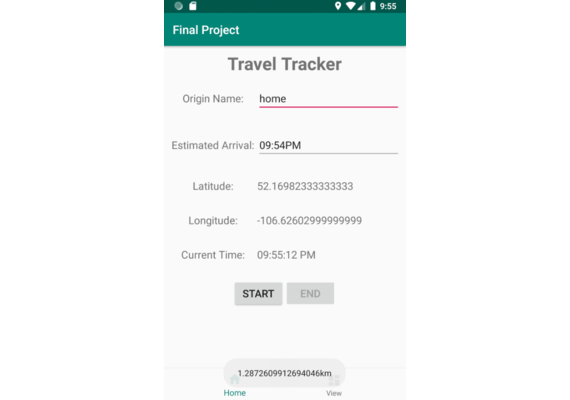 9:55
Final Project
Travel Tracker
Origin Name: home
Estimated Arrival: 09:54PM
Latitude: 52.16982333333333
Longitude: -106.62602999999999
Current Time: 09:55:12 PM
START END
1.2872609912694046km
Home View